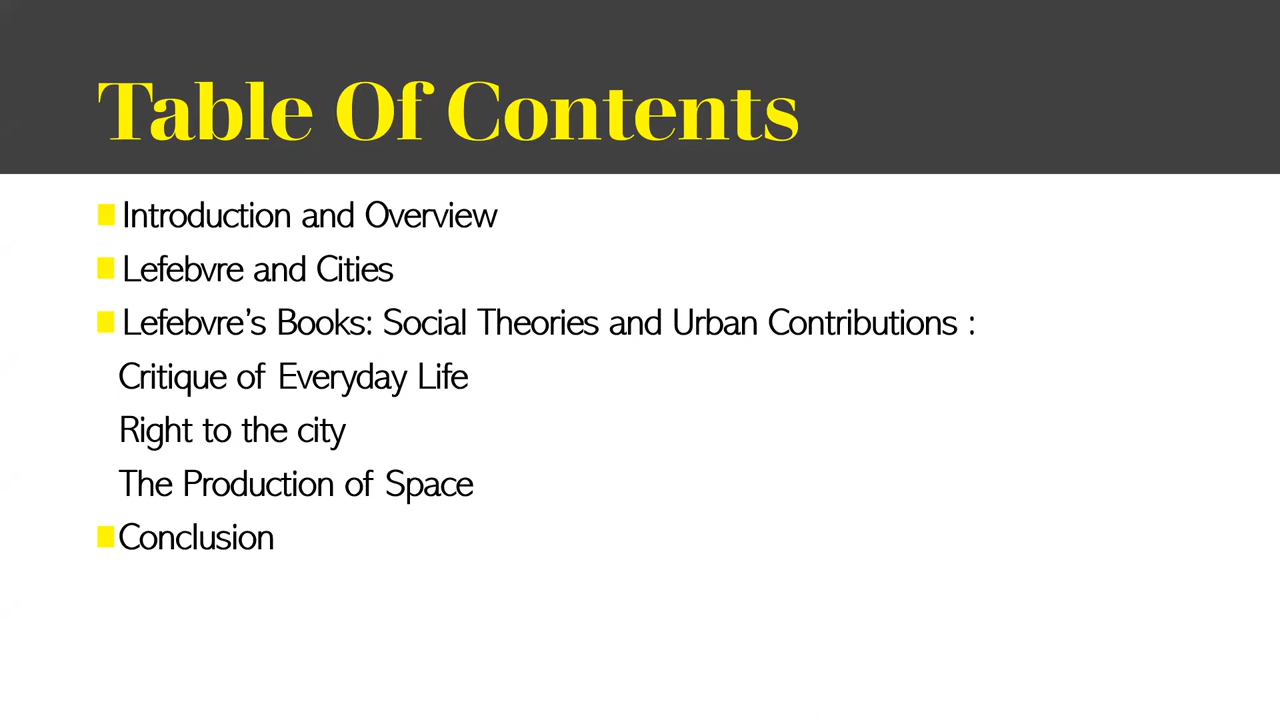 Table Of Contents
Introduction and Overview
Lefebvre and Cities
Lefebvre’s Books: Social Theories and Urban Contributions :
Critique of Everyday Life
Right to the city
The Production of Space
Conclusion